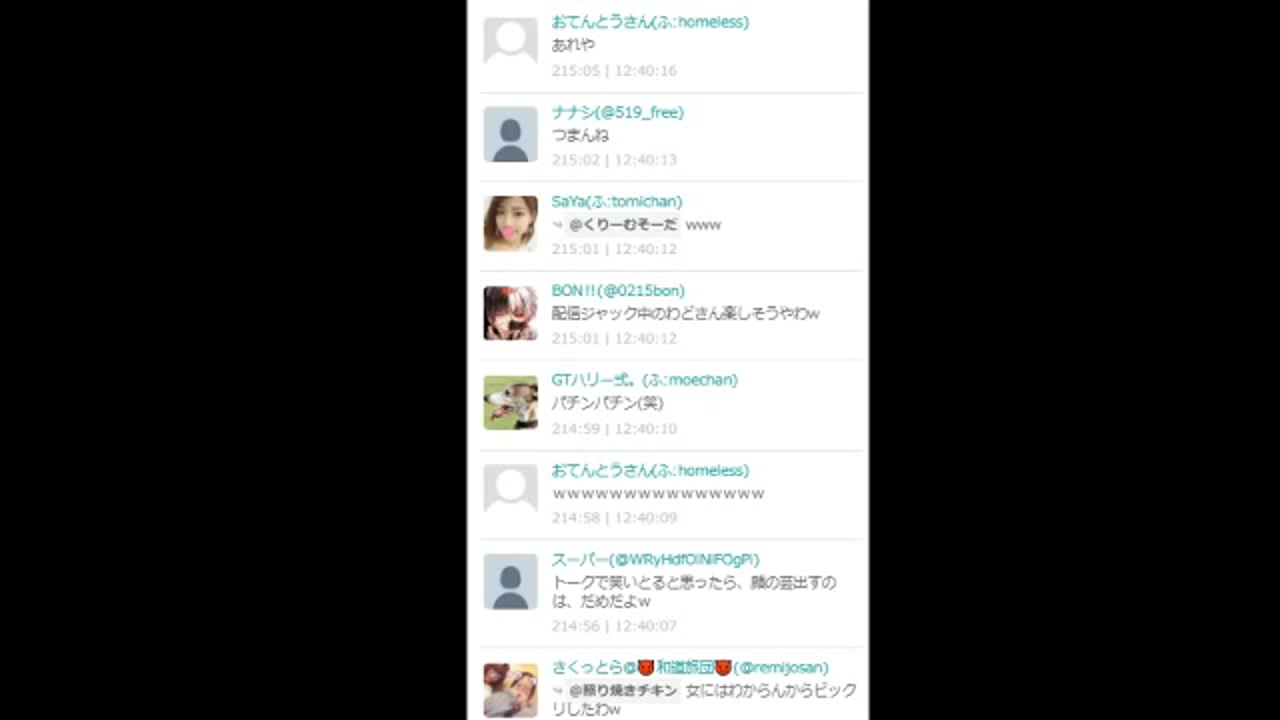 おてんとうさん(ふ:homeless)
あれや
215:05 | 12:40:16
ナナシ(@519_free)
つまんね
215:02 | 12:40:13
SaYa(ふ:tomichan)
@くりーむそーだ www
215:01 | 12:40:12
BON!!(@0215bon)
配信ジャック中のわどさん楽しそうやわw
215:01 | 12:40:12
GTハリー弍。(ふ:moechan)
パチンパチン(笑)
214:59 | 12:40:10
おてんとうさん(ふ:homeless)
wwwwwwwwwwwwwww
214:58 | 12:40:09
スーパー(@WRyHdfOlNlFOgPi)
トークで笑いとると思ったら、顔の芸出すの
は、だめだよw
214:56 | 12:40:07
さくっとら@👹和道旅団👹(@remijosan)
@照り焼きチキン 女にはわからんからビック
リしたわw